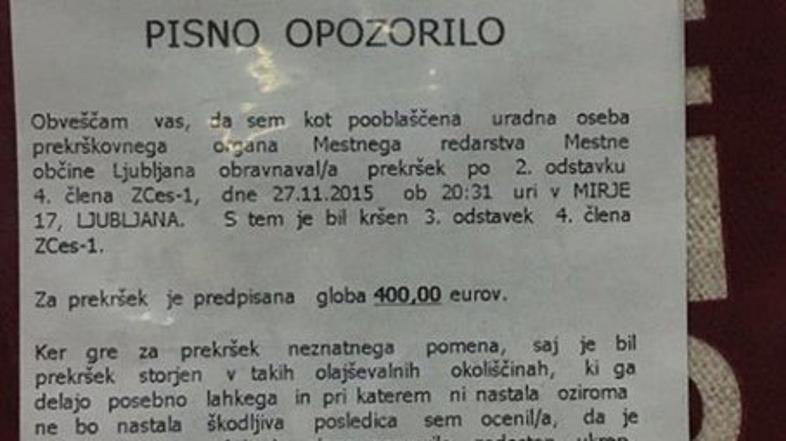 PISNO OPOZORILO
Obveščam vas, da sem kot pooblaščena uradna oseba
prekrškovnega organa Mestnega redarstva Mestne
občine Ljubljana obravnaval/a prekršek po 2. odstavku
4. člena ZCes-1, dne 27.11.2015 ob 20:31 uri v MIRJE
17, LJUBLJANA. S tem je bil kršen 3. odstavek 4. člena
ZCes-1.
Za prekršek je predpisana globa 400,00 eurov.
Ker gre za prekršek neznatnega pomena, saj je bil
prekršek storjen v takih olajševalnih okoliščinah, ki ga
delajo posebno lahkega in pri katerem ni nastala oziroma
ne bo nastala škodljiva posledica sem ocenil/a, da je